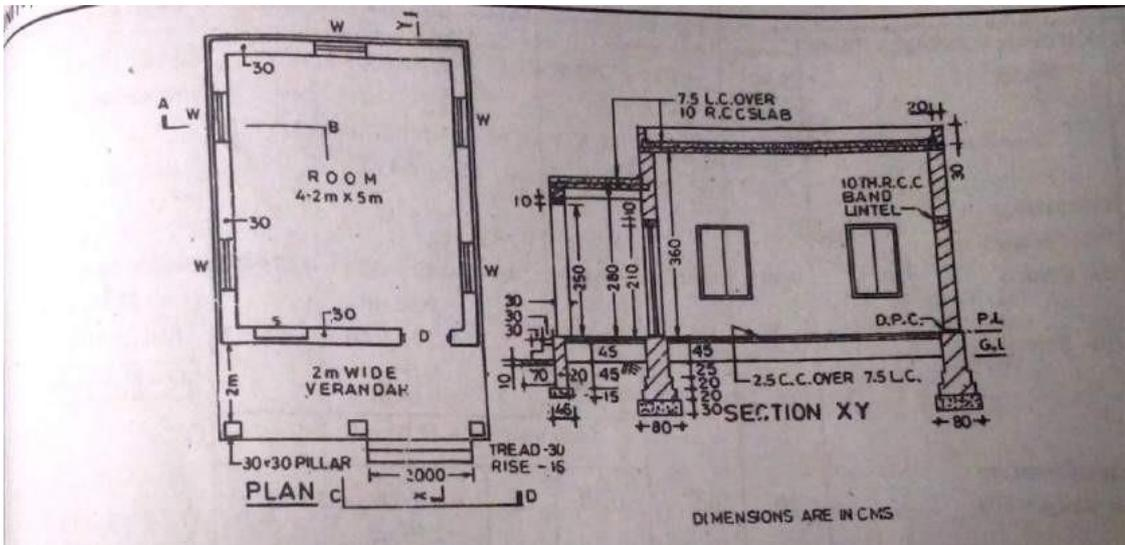 W
Y
30
A
W
B
W
ROOM
4.2m X 5m
30
W
W
S
30
D
2m WIDE
VERANDAH
2m
30×30 PILLAR
TREAD-30
RISE-15
2000
PLAN
C
X
D
7.5 L.C. OVER
10 R.C.C SLAB
20
30
10TH.R.C.C
BAND
LINTEL
10
10
250
280
210
360
30
30
30
D.P.C.
P.L
G.L
45
45
10
70
20
45
15
25
20
20
30
2.5 C.C. OVER 7.5 L.C.
SECTION XY
80
80
DIMENSIONS ARE IN CMS